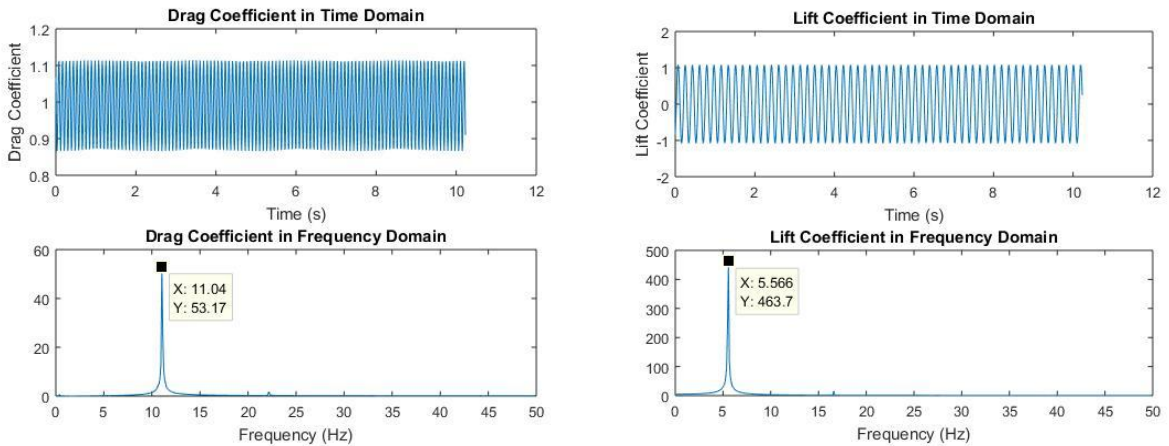 Drag Coefficient in Time Domain
1.2
1.1
1
0.9
0.8
Drag Coefficient
0 2 4 6 8 10 12
Time (s)
Lift Coefficient in Time Domain
2
1
0
-1
-2
Lift Coefficient
0 2 4 6 8 10 12
Time (s)
Drag Coefficient in Frequency Domain
60
40
20
0
X: 11.04
Y: 53.17
0 5 10 15 20 25 30 35 40 45 50
Frequency (Hz)
Lift Coefficient in Frequency Domain
500
400
300
200
100
0
X: 5.566
Y: 463.7
0 5 10 15 20 25 30 35 40 45 50
Frequency (Hz)